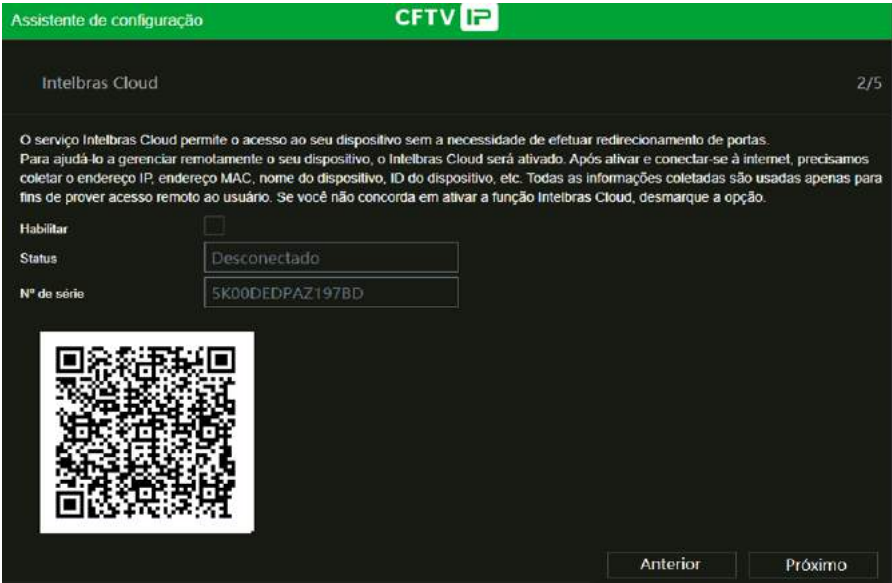 Assistente de configuração
CFTV IP
Intelbras Cloud
2/5
O serviço Intelbras Cloud permite o acesso ao seu dispositivo sem a necessidade de efetuar redirecionamento de portas.
Para ajudá-lo a gerenciar remotamente o seu dispositivo, o Intelbras Cloud será ativado. Após ativar e conectar-se à internet, precisamos
coletar o endereço IP, endereço MAC, nome do dispositivo, ID do dispositivo, etc. Todas as informações coletadas são usadas apenas para
fins de prover acesso remoto ao usuário. Se você não concorda em ativar a função Intelbras Cloud, desmarque a opção.
Habilitar
Status
Desconectado
Nº de série
5K00DEDPAZ197BD
Anterior
Próximo